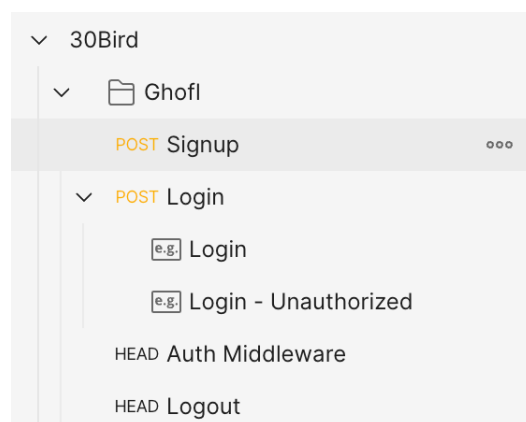 30Bird
Ghofl
POST Signup
POST Login
e.g. Login
e.g. Login - Unauthorized
HEAD Auth Middleware
HEAD Logout